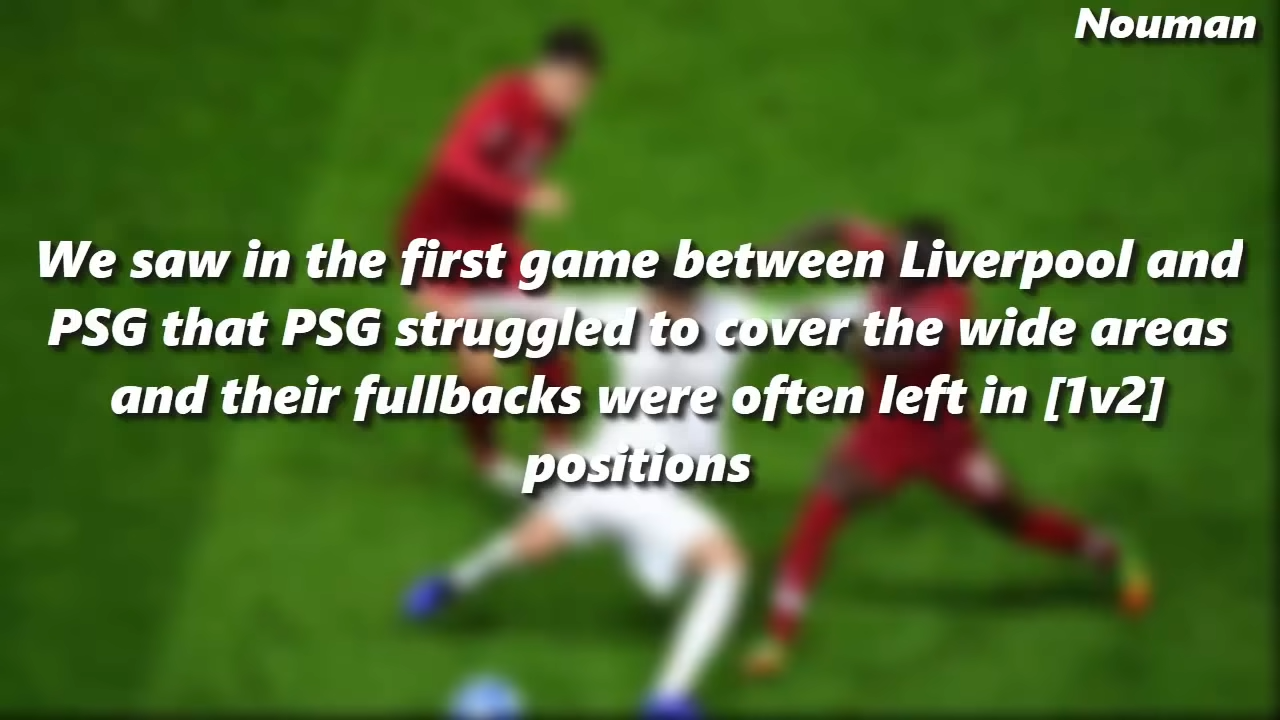 Nouman
We saw in the first game between Liverpool and
PSG that PSG struggled to cover the wide areas
and their fullbacks were often left in [1v2]
positions